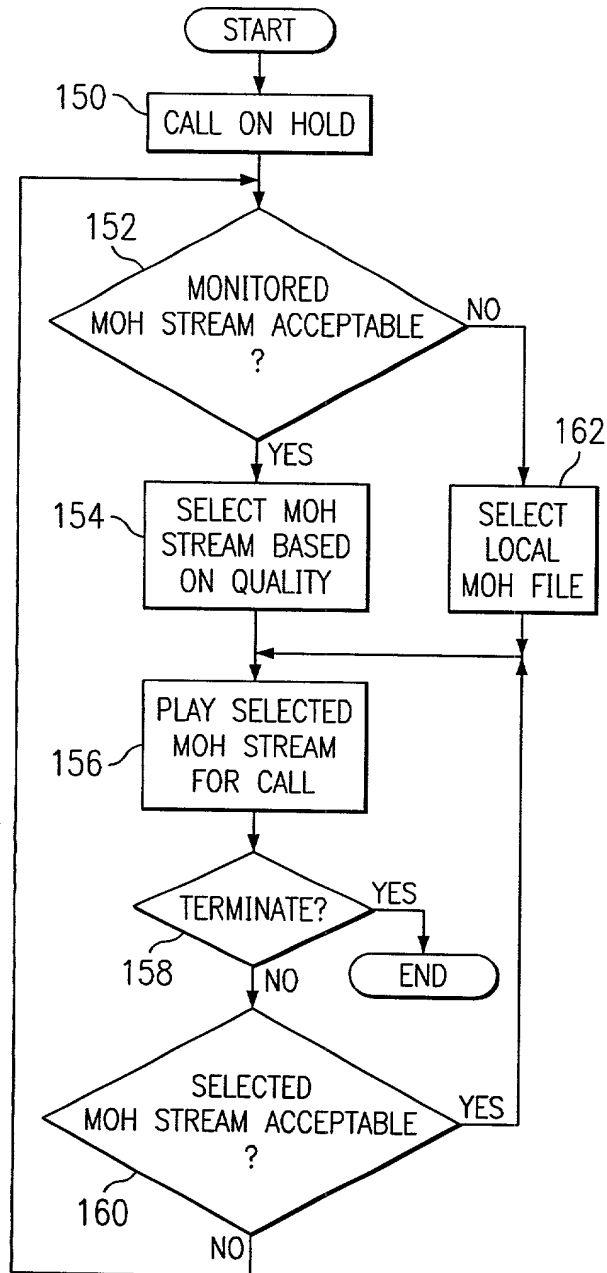 START
150
CALL ON HOLD
152
MONITORED
MOH STREAM ACCEPTABLE
?
NO
YES
162
154
SELECT MOH
STREAM BASED
ON QUALITY
SELECT
LOCAL
MOH FILE
156
PLAY SELECTED
MOH STREAM
FOR CALL
TERMINATE?
YES
158
NO
END
SELECTED
MOH STREAM ACCEPTABLE
?
YES
160
NO